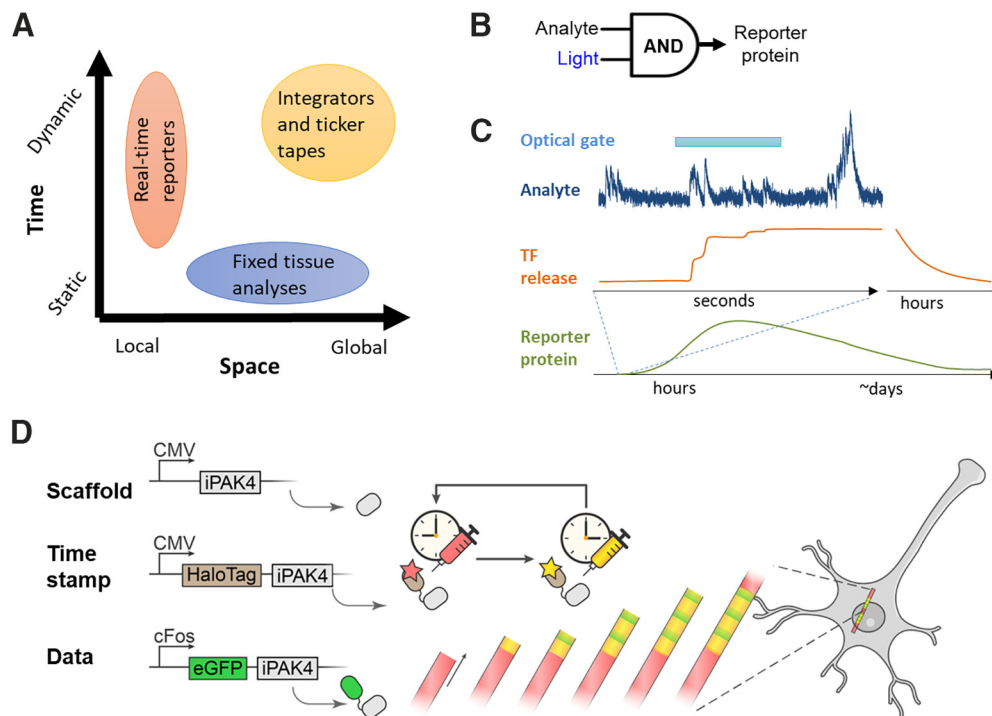 A
Time
Dynamic
Static
Real-time
reporters
Integrators
and ticker
tapes
Fixed tissue
analyses
Local
Global
Space
B
Analyte
Light
AND
Reporter
protein
C
Optical gate
Analyte
TF
release
seconds
hours
Reporter
protein
hours
~days
D
Scaffold
CMV
iPAK4
Time
stamp
CMV
HaloTag
iPAK4
Data
cFos
eGFP
iPAK4